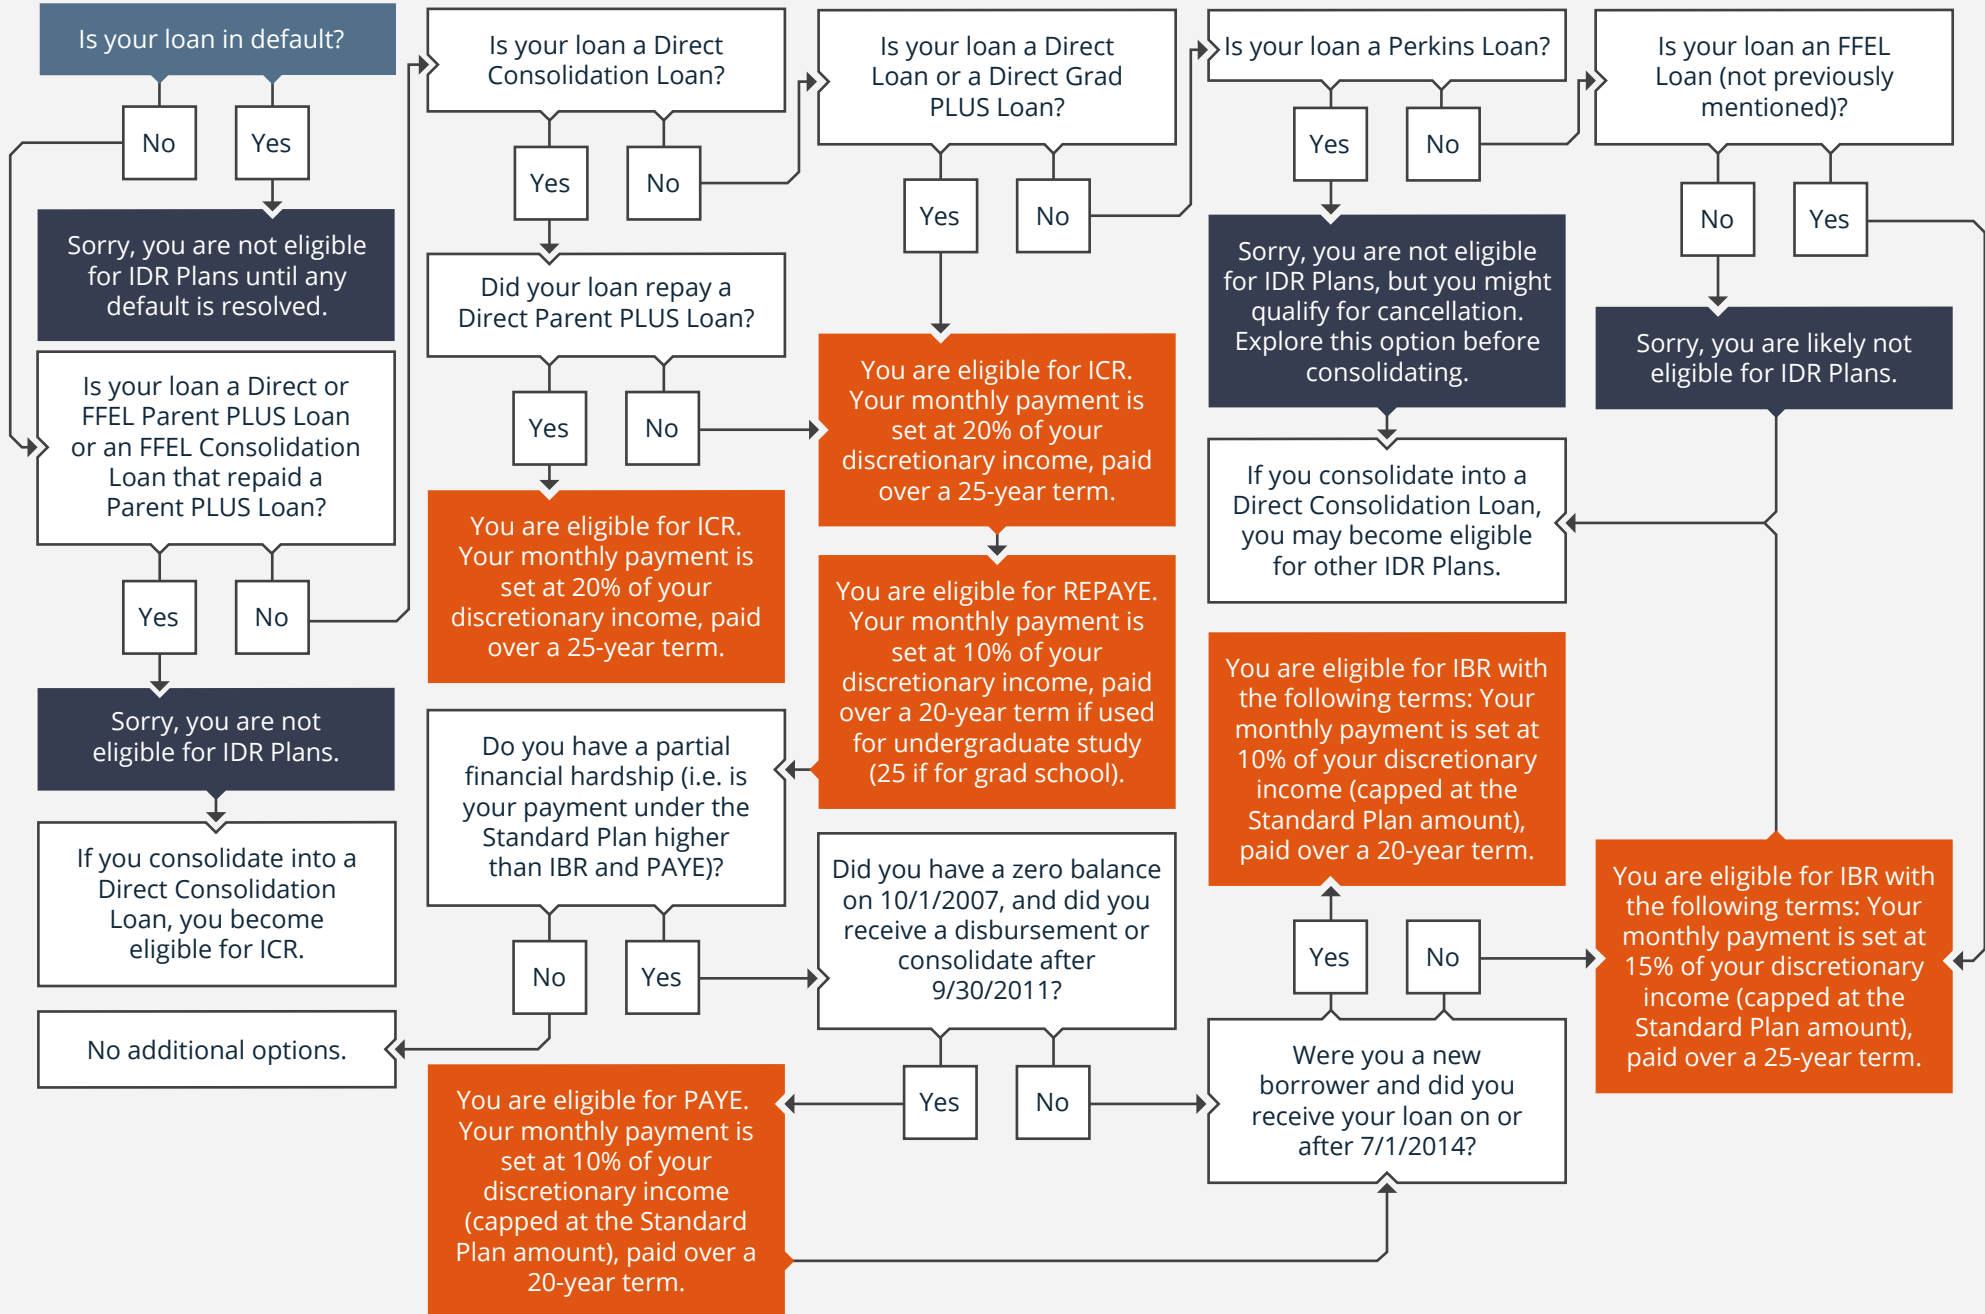 Is your loan in default?
No
Yes
Sorry, you are not eligible
for IDR Plans until any
default is resolved.
Is your loan a Direct or
FFEL Parent PLUS Loan
or an FFEL Consolidation
Loan that repaid a
Parent PLUS Loan?
Yes
No
Sorry, you are not
eligible for IDR Plans.
If you consolidate into a
Direct Consolidation
Loan, you become
eligible for ICR.
No additional options.
Is your loan a Direct
Consolidation Loan?
Yes
No
Did your loan repay a
Direct Parent PLUS Loan?
Yes
No
You are eligible for ICR.
Your monthly payment is
set at 20% of your
discretionary income, paid
over a 25-year term.
Do you have a partial
financial hardship (i.e. is
your payment under the
Standard Plan higher
than IBR and PAYE)?
No
Yes
You are eligible for PAYE.
Your monthly payment is
set at 10% of your
discretionary income
(capped at the Standard
Plan amount), paid over a
20-year term.
Is your loan a Direct
Loan or a Direct Grad
PLUS Loan?
Yes
No
You are eligible for ICR.
Your monthly payment is
set at 20% of your
discretionary income, paid
over a 25-year term.
You are eligible for REPAYE.
Your monthly payment is
set at 10% of your
discretionary income, paid
over a 20-year term if used
for undergraduate study
(25 if for grad school).
Did you have a zero balance
on 10/1/2007, and did you
receive a disbursement or
consolidate after
9/30/2011?
Yes
No
Is your loan a Perkins Loan?
Yes
No
Sorry, you are not eligible
for IDR Plans, but you might
qualify for cancellation.
Explore this option before
consolidating.
If you consolidate into a
Direct Consolidation Loan,
you may become eligible
for other IDR Plans.
You are eligible for IBR with
the following terms: Your
monthly payment is set at
10% of your discretionary
income (capped at the
Standard Plan amount),
paid over a 20-year term.
Yes
No
Were you a new
borrower and did you
receive your loan on or
after 7/1/2014?
Is your loan an FFEL
Loan (not previously
mentioned)?
No
Yes
Sorry, you are likely not
eligible for IDR Plans.
You are eligible for IBR with
the following terms: Your
monthly payment is set at
15% of your discretionary
income (capped at the
Standard Plan amount),
paid over a 25-year term.